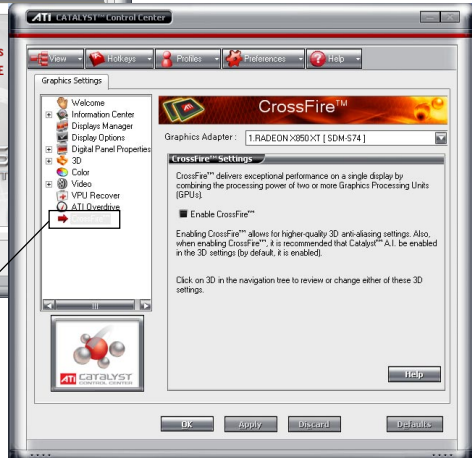 ATI CATALYST™ Control Center
View
Hotkeys
Profiles
Preferences
Help
Graphics Settings
Welcome
Information Center
Displays Manager
Display Options
Digital Panel Properties
3D
Color
Video
VPU Recover
ATI Overdrive
CrossFire™
Graphics Adapter :
1.RADEON X850 XT [ SDM-S74 ]
CrossFire™ Settings
CrossFire™ delivers exceptional performance on a single display by
combining the processing power of two or more Graphics Processing Units
(GPUs).
Enable CrossFire™
Enabling CrossFire™ allows for higher-quality 3D anti-aliasing settings. Also,
when enabling CrossFire™, it is recommended that Catalyst™ A.I. be enabled
in the 3D settings (by default, it is enabled).
Click on 3D in the navigation tree to review or change either of these 3D
settings.
Help
ATI CATALYST
CONTROL CENTER
OK
Apply
Discard
Defaults